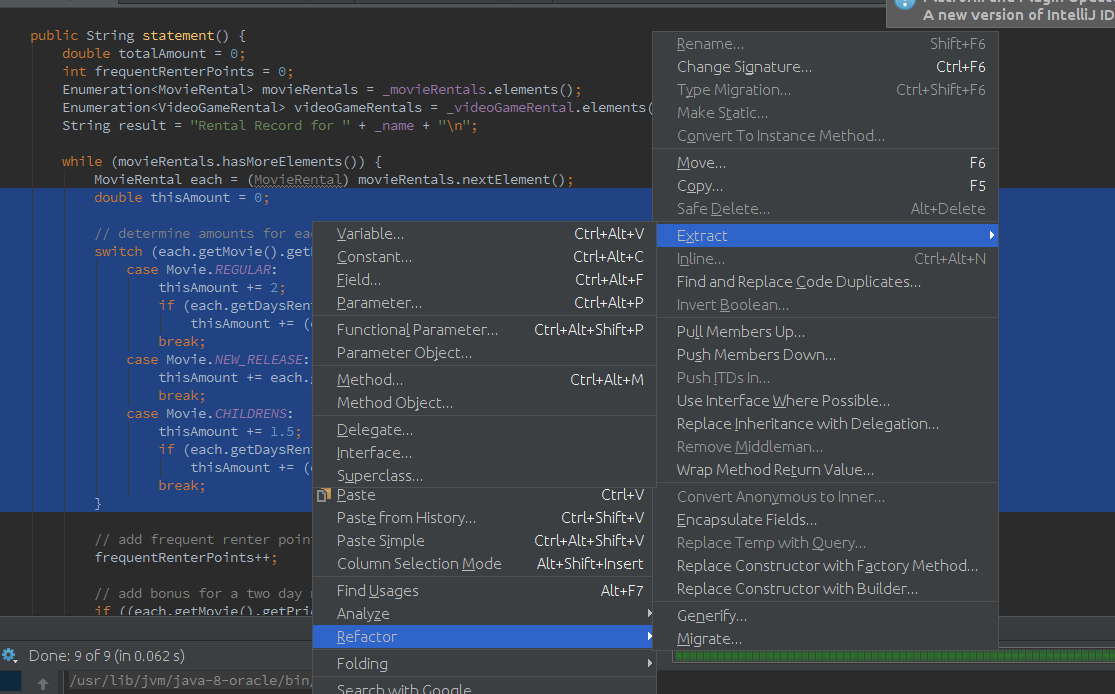 Platform and Plugin Updates
A new version of IntelliJ ID
public String statement() {
double totalAmount = 0;
int frequentRenterPoints = 0;
Enumeration<MovieRental> movieRentals = _movieRentals.elements();
Enumeration<VideoGameRental> videoGameRentals = _videoGameRental.elements(
String result = "Rental Record for " + _name + "\n";
while (movieRentals.hasMoreElements()) {
MovieRental each = (MovieRental) movieRentals.nextElement();
double thisAmount = 0;
// determine amounts for eac
switch (each.getMovie().get
case Movie.REGULAR:
thisAmount += 2;
if (each.getDaysRen
thisAmount += (
break;
case Movie.NEW_RELEASE:
thisAmount += each.
break;
case Movie.CHILDRENS:
thisAmount += 1.5;
if (each.getDaysRen
thisAmount += (
break;
}
// add frequent renter poin
frequentRenterPoints++;
// add bonus for a two day
if ((each.getMovie().getPri
Variable... Ctrl+Alt+V
Constant... Ctrl+Alt+C
Field... Ctrl+Alt+F
Parameter... Ctrl+Alt+P
Functional Parameter... Ctrl+Alt+Shift+P
Parameter Object...
Method... Ctrl+Alt+M
Method Object...
Delegate...
Interface...
Superclass...
Paste Ctrl+V
Paste from History... Ctrl+Shift+V
Paste Simple Ctrl+Alt+Shift+V
Column Selection Mode Alt+Shift+Insert
Find Usages Alt+F7
Analyze
Refactor
Folding
Search with Google
Rename... Shift+F6
Change Signature... Ctrl+F6
Type Migration... Ctrl+Shift+F6
Make Static...
Convert To Instance Method...
Move... F6
Copy... F5
Safe Delete... Alt+Delete
Extract
Inline... Ctrl+Alt+N
Find and Replace Code Duplicates...
Invert Boolean...
Pull Members Up...
Push Members Down...
Push ITDs In...
Use Interface Where Possible...
Replace Inheritance with Delegation...
Remove Middleman...
Wrap Method Return Value...
Convert Anonymous to Inner...
Encapsulate Fields...
Replace Temp with Query...
Replace Constructor with Factory Method...
Replace Constructor with Builder...
Generify...
Migrate...
Done: 9 of 9 (in 0.062 s)
/usr/lib/jvm/java-8-oracle/bin/